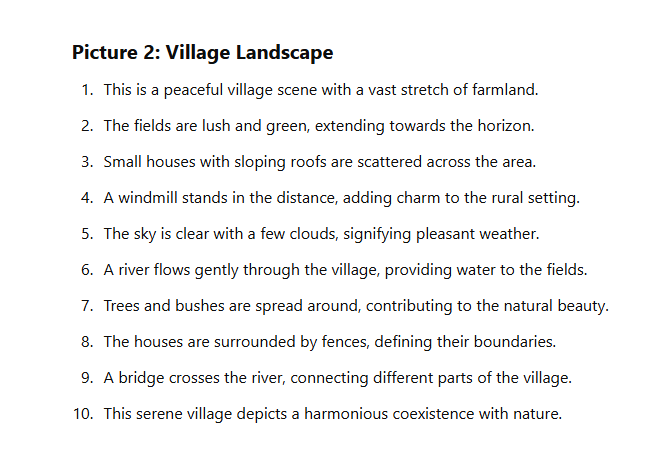 Picture 2: Village Landscape
1. This is a peaceful village scene with a vast stretch of farmland.
2. The fields are lush and green, extending towards the horizon.
3. Small houses with sloping roofs are scattered across the area.
4. A windmill stands in the distance, adding charm to the rural setting.
5. The sky is clear with a few clouds, signifying pleasant weather.
6. A river flows gently through the village, providing water to the fields.
7. Trees and bushes are spread around, contributing to the natural beauty.
8. The houses are surrounded by fences, defining their boundaries.
9. A bridge crosses the river, connecting different parts of the village.
10. This serene village depicts a harmonious coexistence with nature.